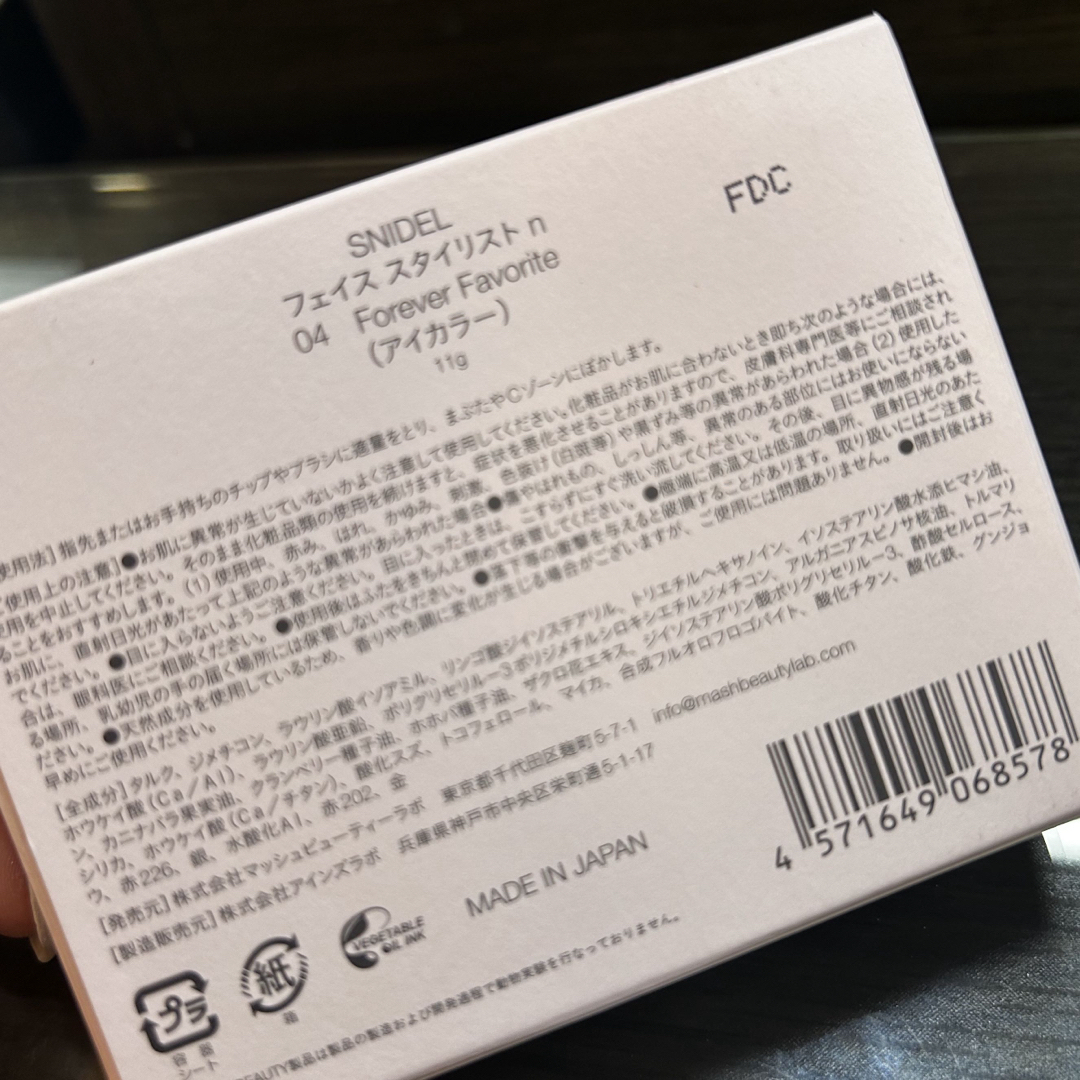 FDC
SNIDEL
フェイス スタイリスト n
04 Forever Favorite
(アイカラー)
11g
使用法] 指先またはお手持ちのチップやブラシに適量をとり、まぶたやCゾーンにぼかします。
ご使用上の注意]●お肌に異常が生じていないかよく注意して使用してください。化粧品がお肌に合わないとき即ち次のような場合には、
使用を中止してください。そのまま化粧品類の使用を続けますと、症状を悪化させることがありますので、皮膚科専門医等にご相談され
ることをおすすめします。(1) 使用中、赤み、はれ、かゆみ、刺激、色抜け(白斑等)や黒ずみ等の異常があらわれた場合 (2) 使用した
お肌に、直射日光があたって上記のような異常があらわれた場合●傷やはれもの、しっしん等、異常のある部位にはお使いにならない
でください。●目に入らないようご注意ください。目に入ったときは、こすらずにすぐ洗い流してください。その後、目に異物感が残る場
合は、眼科医にご相談ください。●使用後はふたをきちんと閉めて保管してください。●極端に高温又は低温の場所、直射日光のあた
る場所、乳幼児の手の届く場所には保管しないでください。●落下等の衝撃を与えると破損することがあります。取り扱いにはご注意く
ださい。●天然成分を使用しているため、香りや色調に変化が生じる場合がございますが、ご使用には問題ありません。●開封後はお
早めにご使用ください。
[全成分] タルク、ジメチコン、ラウリン酸イソアミル、リンゴ酸ジイソステアリル、トリエチルヘキサノイン、イソステアリン酸水添ヒマシ油、
ホウケイ酸(Ca/Al)、ラウリン酸亜鉛、ポリグリセリル-3ポリジメチルシロキシエチルジメチコン、アルガニアスピノサ核油、トルマリ
ン、カニナバラ果実油、クランベリー種子油、ホホバ種子油、ザクロ花エキス、ジイソステアリン酸ポリグリセリル-3、酢酸セルロース、
シリカ、ホウケイ酸(Ca/チタン)、酸化スズ、トコフェロール、マイカ、合成フルオロフロゴパイト、酸化チタン、酸化鉄、グンジョ
ウ、赤226、銀、水酸化Al、赤202、金
[発売元] 株式会社マッシュビューティーラボ 東京都千代田区麹町5-7-1 info@mashbeautylab.com
[製造販売元] 株式会社アインズラボ 兵庫県神戸市中央区栄町通5-1-17
MADE IN JAPAN
4 571649 068578
プラ
容器
シート
紙
箱
VEGETABLE
OIL INK
BEAUTY製品は製品の製造および開発過程で動物実験を行なっておりません。